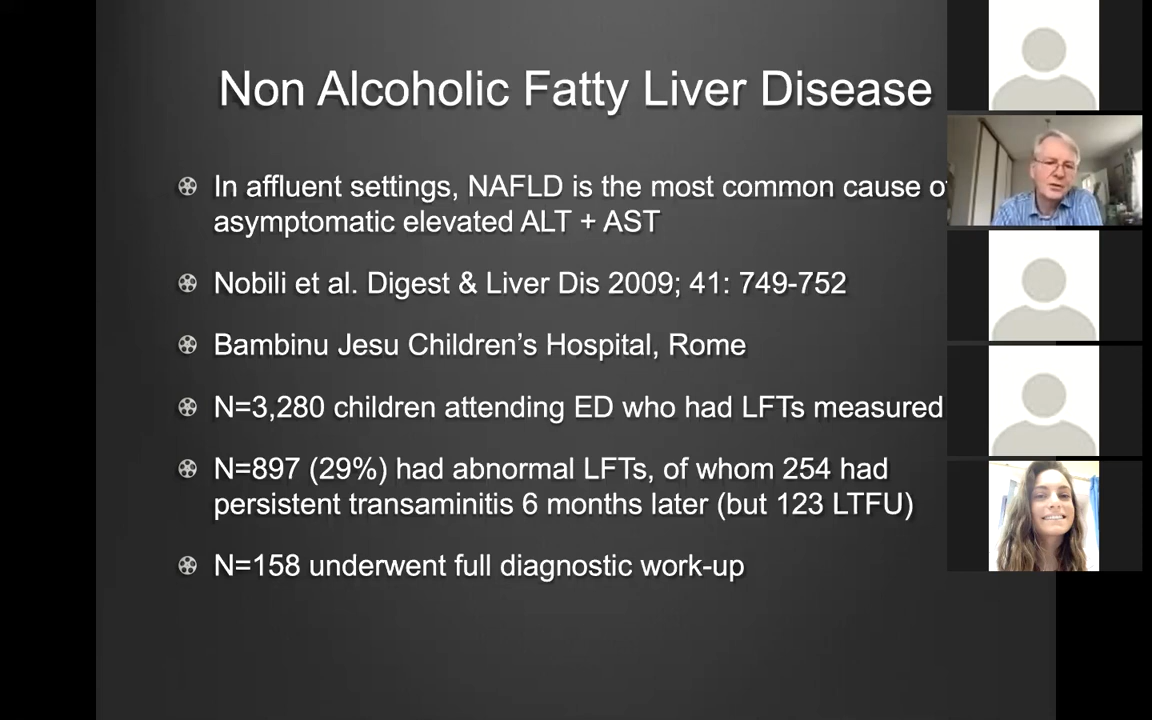 Non Alcoholic Fatty Liver Disease
In affluent settings, NAFLD is the most common cause of
asymptomatic elevated ALT + AST
Nobili et al. Digest & Liver Dis 2009; 41: 749-752
Bambinu Jesu Children’s Hospital, Rome
N=3,280 children attending ED who had LFTs measured
N=897 (29%) had abnormal LFTs, of whom 254 had
persistent transaminitis 6 months later (but 123 LTFU)
N=158 underwent full diagnostic work-up